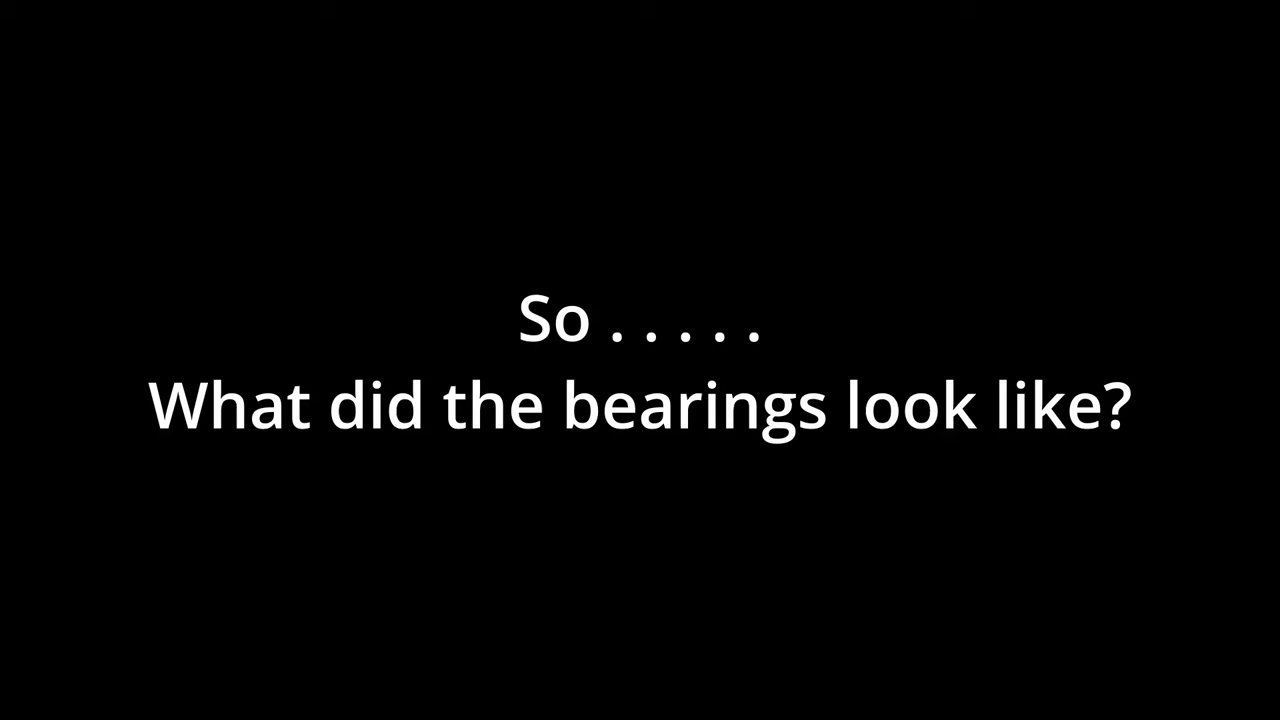 So . . . . .
What did the bearings look like?